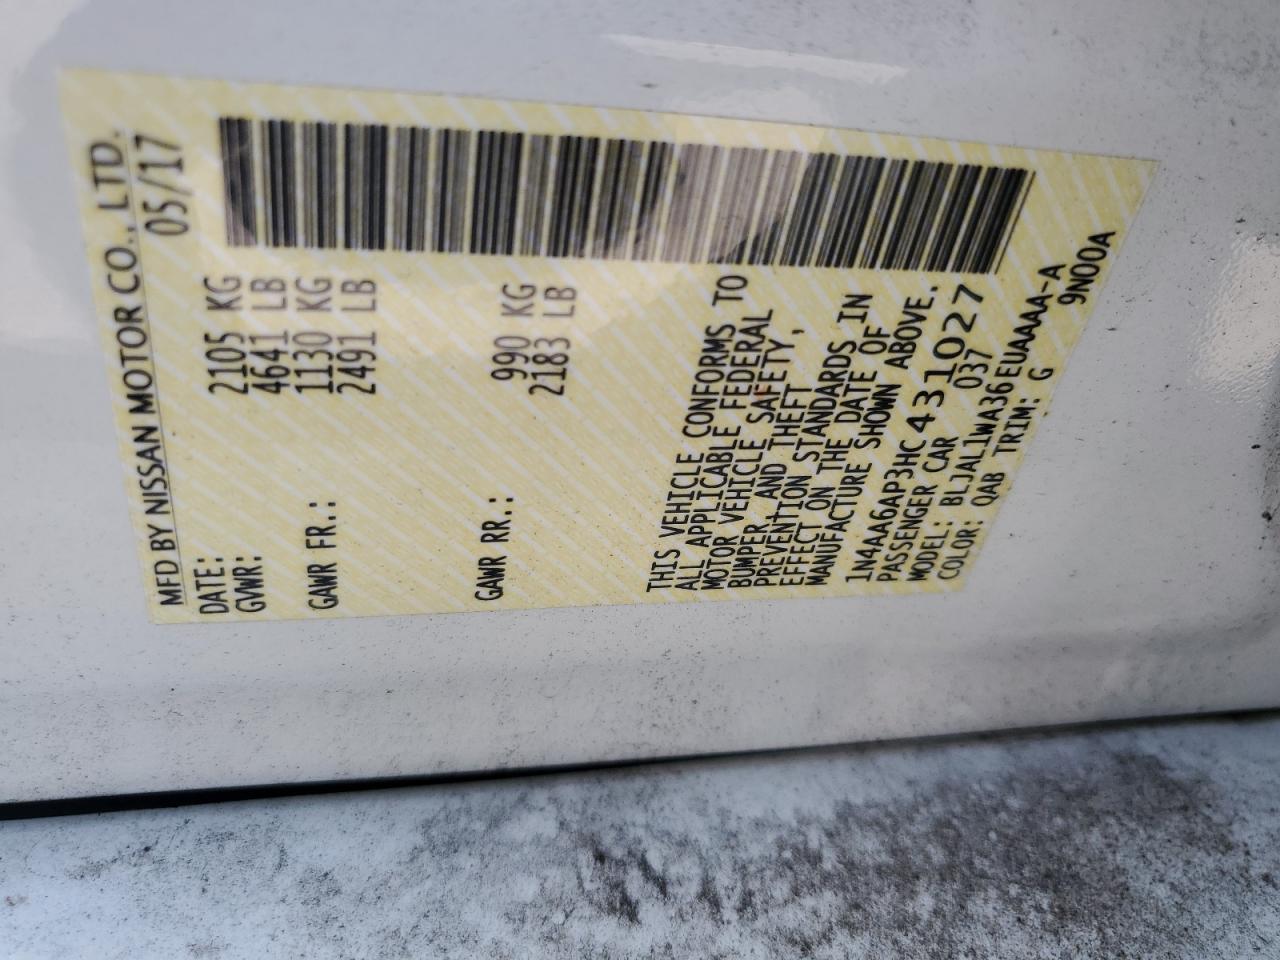 MFD BY NISSAN MOTOR CO., LTD.
DATE: 05/17
GVWR: 2105 KG
4641 LB
GAWR FR.: 1130 KG
2491 LB
GAWR RR.: 990 KG
2183 LB
THIS VEHICLE CONFORMS TO
ALL APPLICABLE FEDERAL
MOTOR VEHICLE SAFETY,
BUMPER, AND THEFT
PREVENTION STANDARDS IN
EFFECT ON THE DATE OF
MANUFACTURE SHOWN ABOVE.
1N4AA6AP3HC431027
PASSENGER CAR 037
MODEL: BLJAL1WA36EUAAAA-A
COLOR: QAB TRIM: G 9N00A